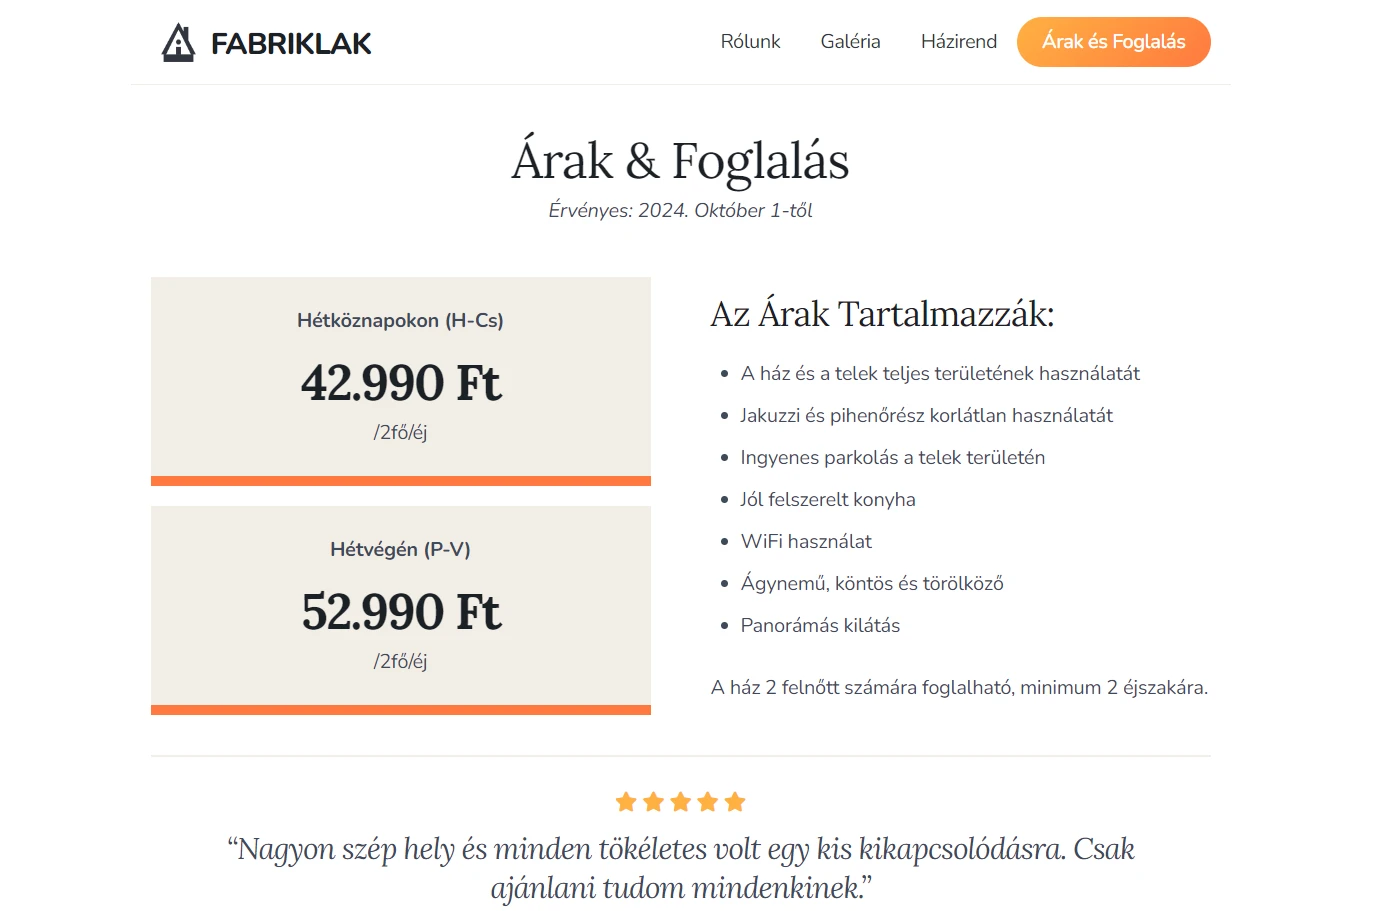 FABRIKLAK
Rólunk
Galéria
Házirend
Árak és Foglalás
Árak & Foglalás
Érvényes: 2024. Október 1-től
Hétköznapokon (H-Cs)
42.990 Ft
/2fő/éj
Hétvégén (P-V)
52.990 Ft
/2fő/éj
Az Árak Tartalmazzák:
A ház és a telek teljes területének használatát
Jakuzzi és pihenőrész korlátlan használatát
Ingyenes parkolás a telek területén
Jól felszerelt konyha
WiFi használat
Ágynemű, köntös és törölköző
Panorámás kilátás
A ház 2 felnőtt számára foglalható, minimum 2 éjszakára.
“Nagyon szép hely és minden tökéletes volt egy kis kikapcsolódásra. Csak
ajánlani tudom mindenkinek.”